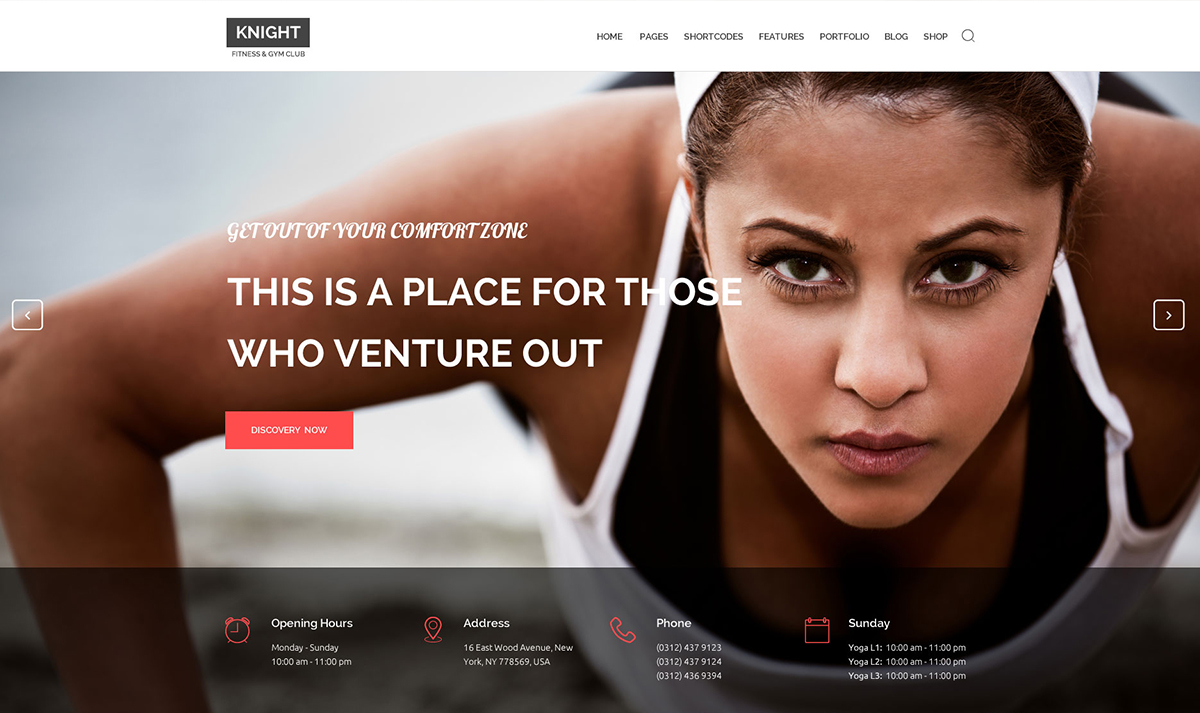 KNIGHT
FITNESS & GYM CLUB
HOME PAGES SHORTCODES FEATURES PORTFOLIO BLOG SHOP
GET OUT OF YOUR COMFORT ZONE
THIS IS A PLACE FOR THOSE
WHO VENTURE OUT
DISCOVERY NOW
Opening Hours
Monday - Sunday
10:00 am - 11:00 pm
Address
16 East Wood Avenue, New
York, NY 778569, USA
Phone
(0312) 437 9123
(0312) 437 9124
(0312) 436 9394
Sunday
Yoga L1: 10:00 am - 11:00 pm
Yoga L2: 10:00 am - 11:00 pm
Yoga L3: 10:00 am - 11:00 pm